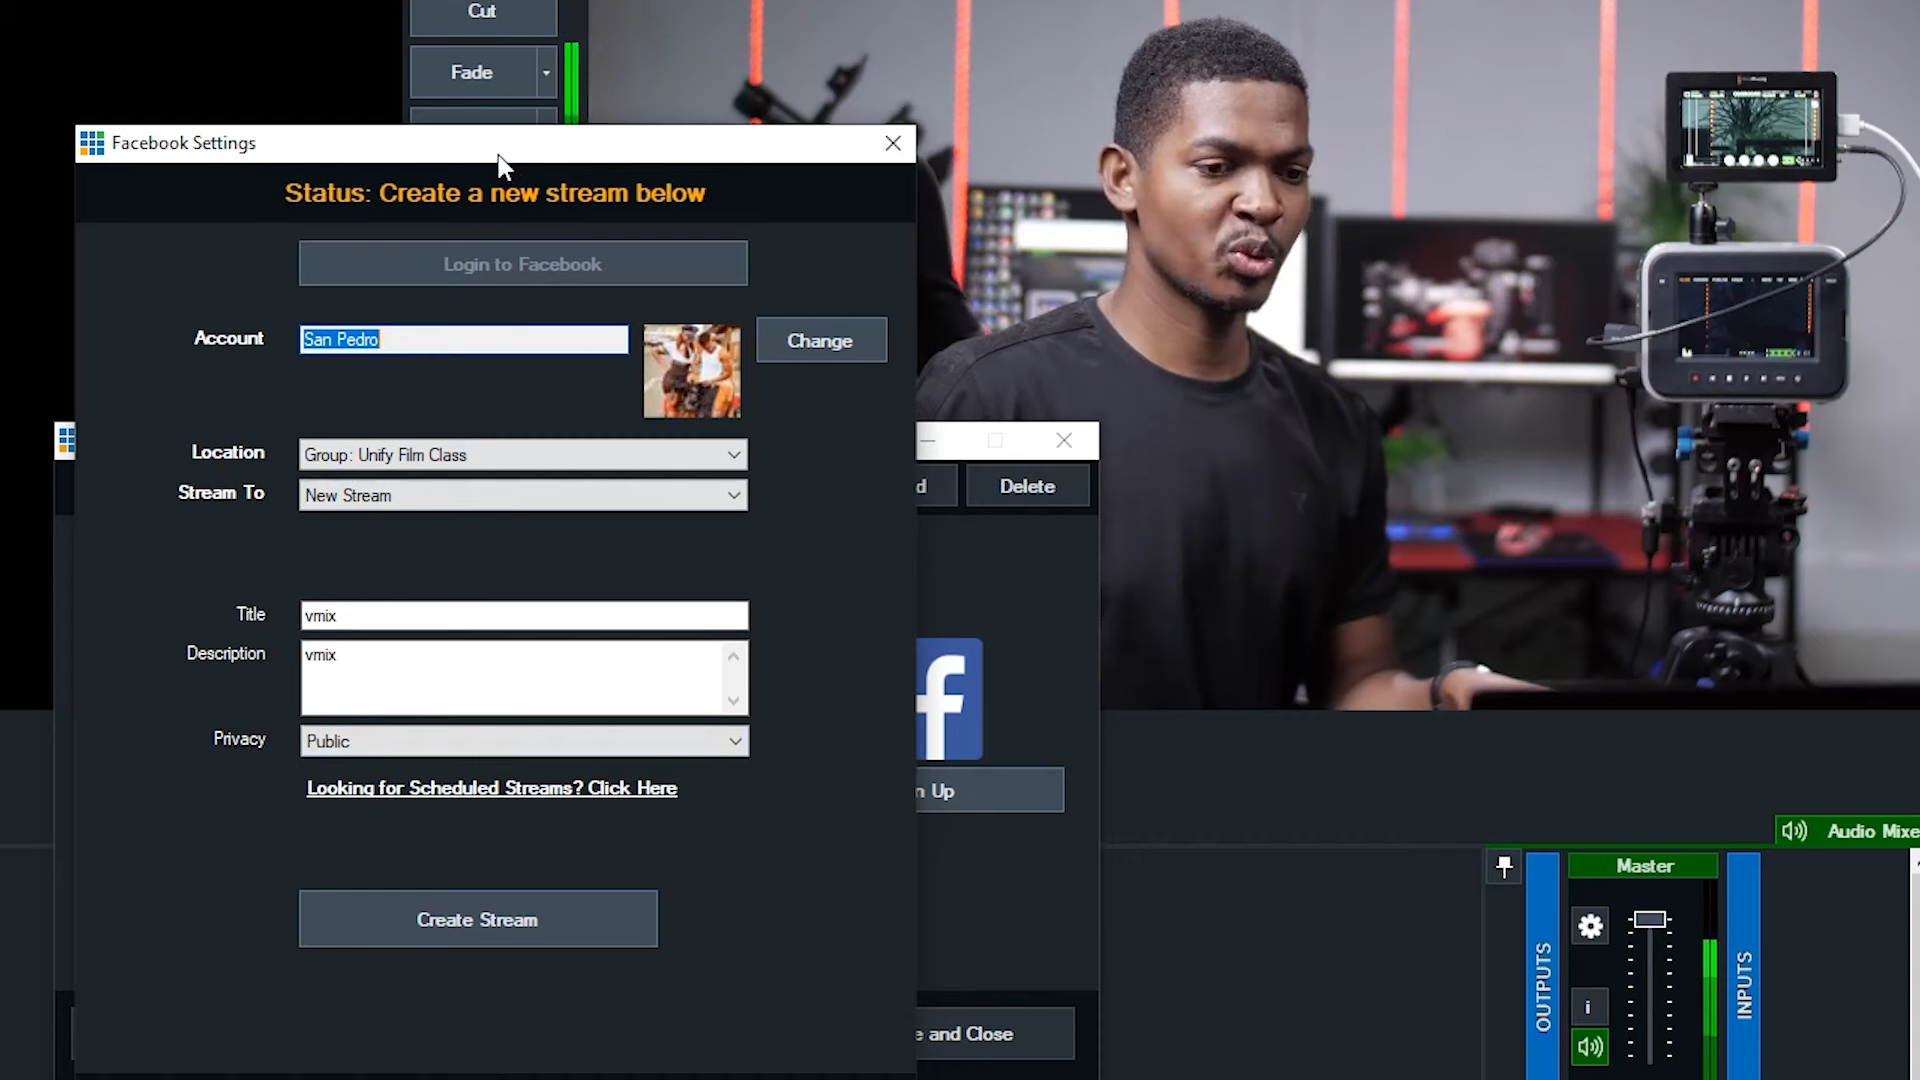 Cut
Fade
Facebook Settings
Status: Create a new stream below
Login to Facebook
Account
San Pedro
Change
Location
Group: Unify Film Class
Stream To
New Stream
d
Delete
Title
vmix
Description
vmix
Privacy
Public
Looking for Scheduled Streams? Click Here
n Up
Create Stream
e and Close
Audio Mixe
Master
OUTPUTS
INPUTS